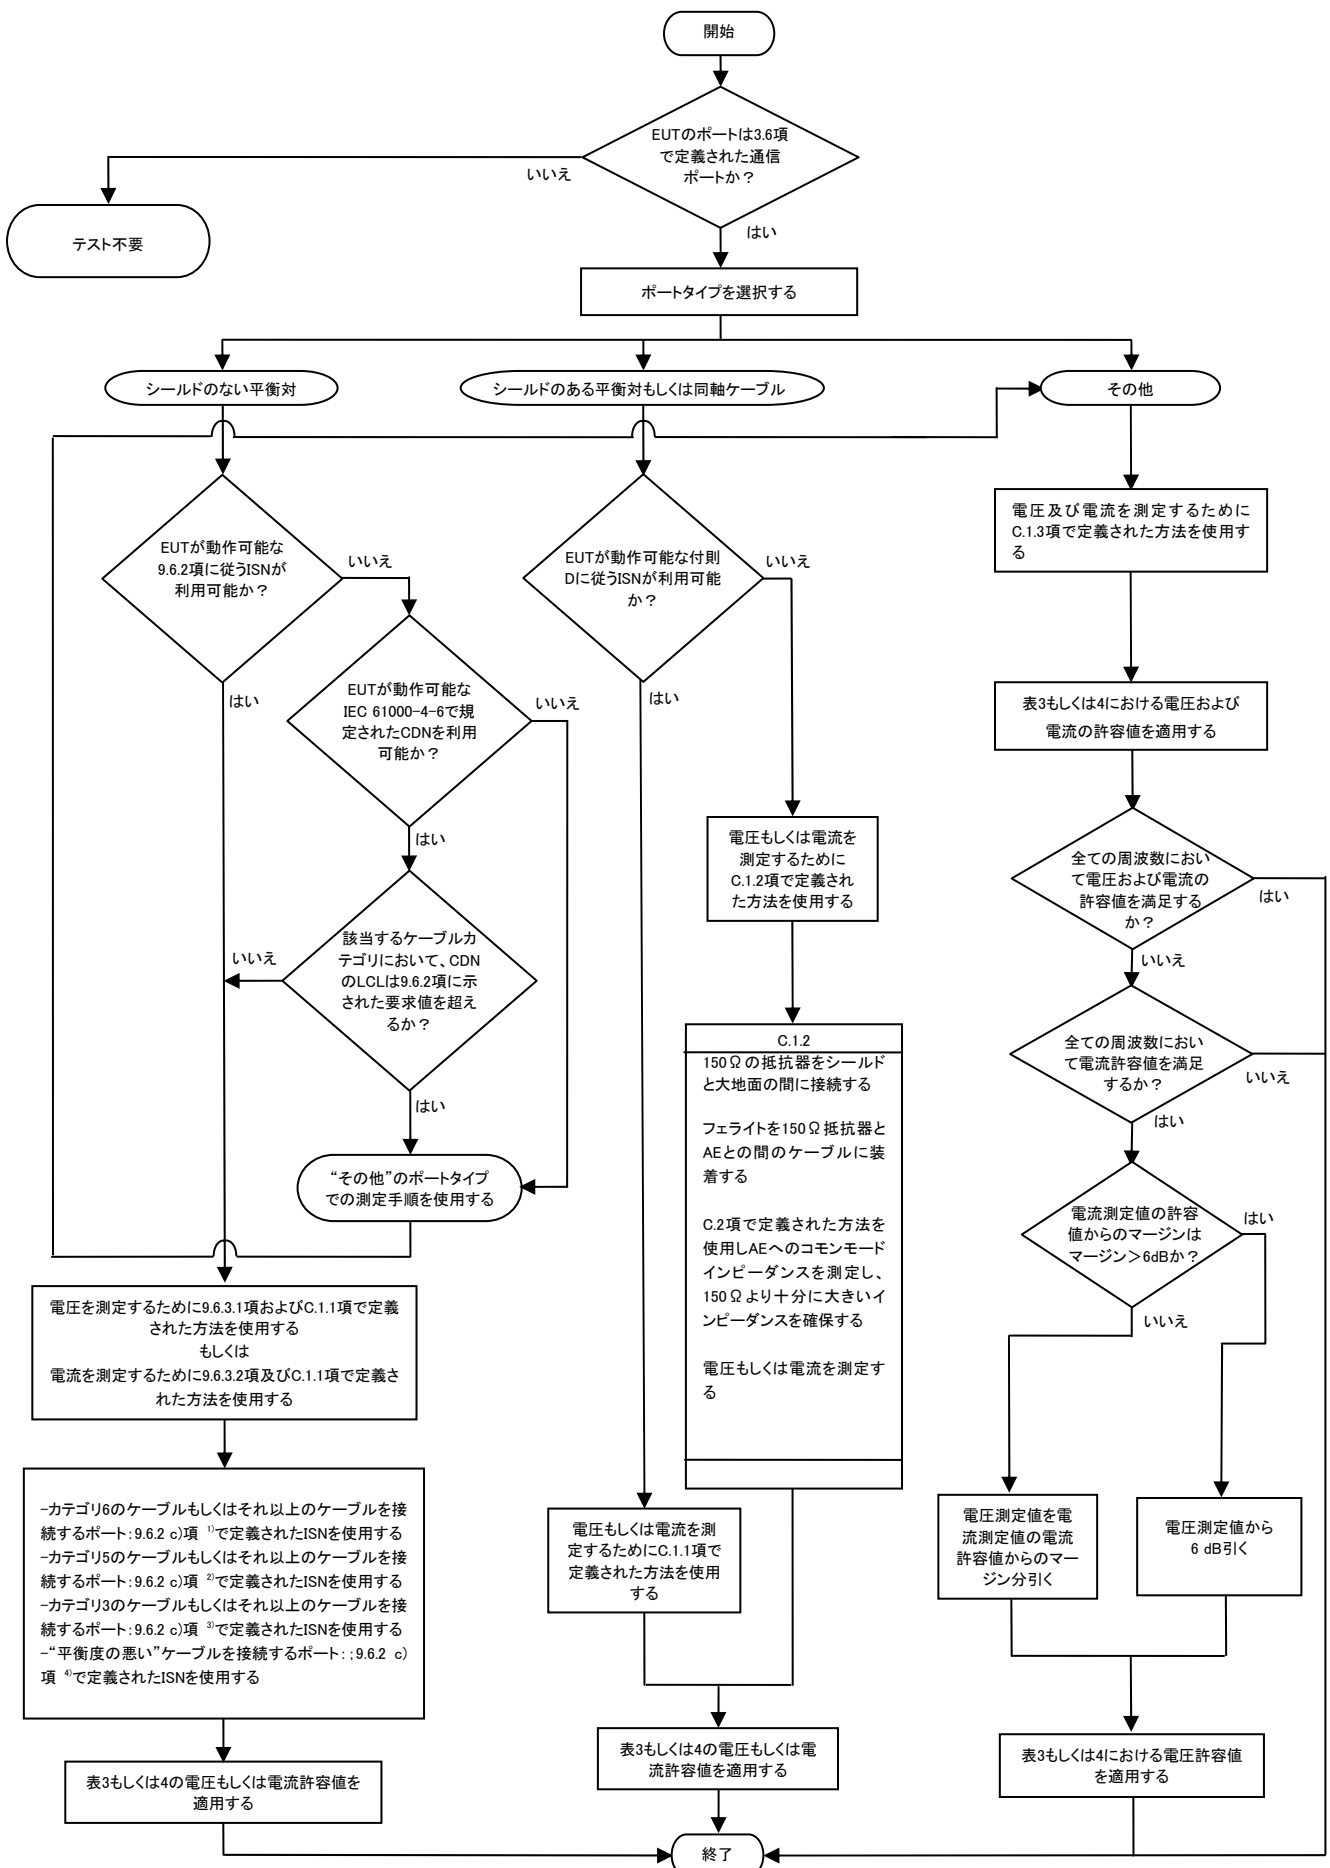 開始
EUTのポートは3.6項
で定義された通信
ポートか？
いいえ
はい
テスト不要
ポートタイプを選択する
シールドのない平衡対
シールドのある平衡対もしくは同軸ケーブル
その他
EUTが動作可能な
9.6.2項に従うISNが
利用可能か？
いいえ
はい
EUTが動作可能な
IEC 61000-4-6で規
定されたCDNを利用
可能か？
いいえ
はい
該当するケーブルカ
テゴリにおいて、CDN
のLCLは9.6.2項に示
された要求値を超え
るか？
いいえ
はい
“その他”のポートタイプ
での測定手順を使用する
電圧を測定するために9.6.3.1項およびC.1.1項で定義
された方法を使用する
もしくは
電流を測定するために9.6.3.2項及びC.1.1項で定義さ
れた方法を使用する
-カテゴリ6のケーブルもしくはそれ以上のケーブルを接
続するポート：9.6.2 c)項 1)で定義されたISNを使用する
-カテゴリ5のケーブルもしくはそれ以上のケーブルを接
続するポート：9.6.2 c)項 2)で定義されたISNを使用する
-カテゴリ3のケーブルもしくはそれ以上のケーブルを接
続するポート：9.6.2 c)項 3)で定義されたISNを使用する
-“平衡度の悪い”ケーブルを接続するポート：;9.6.2 c)
項 4)で定義されたISNを使用する
表3もしくは4の電圧もしくは電流許容値を
適用する
EUTが動作可能な付則
Dに従うISNが利用可能
か？
いいえ
はい
電圧もしくは電流を
測定するために
C.1.2項で定義され
た方法を使用する
C.1.2
150Ωの抵抗器をシールド
と大地面の間に接続する
フェライトを150Ω抵抗器と
AEとの間のケーブルに装
着する
C.2項で定義された方法を
使用しAEへのコモンモード
インピーダンスを測定し、
150Ωより十分に大きいイ
ンピーダンスを確保する
電圧もしくは電流を測定す
る
電圧もしくは電流を測
定するためにC.1.1項で
定義された方法を使用
する
表3もしくは4の電圧もしくは電
流許容値を適用する
電圧及び電流を測定するために
C.1.3項で定義された方法を使用す
る
表3もしくは4における電圧および
電流の許容値を適用する
全ての周波数におい
て電圧および電流の
許容値を満足する
か？
はい
いいえ
全ての周波数におい
て電流許容値を満足
するか？
いいえ
はい
電流測定値の許容
値からのマージンは
マージン＞6dBか？
はい
いいえ
電圧測定値を電
流測定値の電流
許容値からのマー
ジン分引く
電圧測定値から
6 dB引く
表3もしくは4における電圧許容値
を適用する
終了